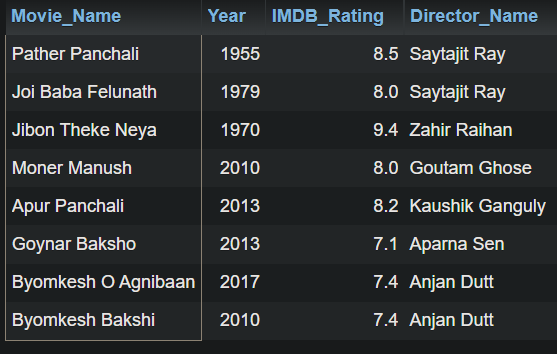 Movie_Name Year IMDB_Rating Director_Name
Pather Panchali 1955 8.5 Saytajit Ray
Joi Baba Felunath 1979 8.0 Saytajit Ray
Jibon Theke Neya 1970 9.4 Zahir Raihan
Moner Manush 2010 8.0 Goutam Ghose
Apur Panchali 2013 8.2 Kaushik Ganguly
Goynar Baksho 2013 7.1 Aparna Sen
Byomkesh O Agnibaan 2017 7.4 Anjan Dutt
Byomkesh Bakshi 2010 7.4 Anjan Dutt